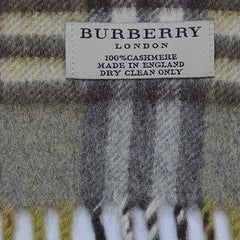 BURBERRY
LONDON
100%CASHMERE
MADE IN ENGLAND
DRY CLEAN ONLY